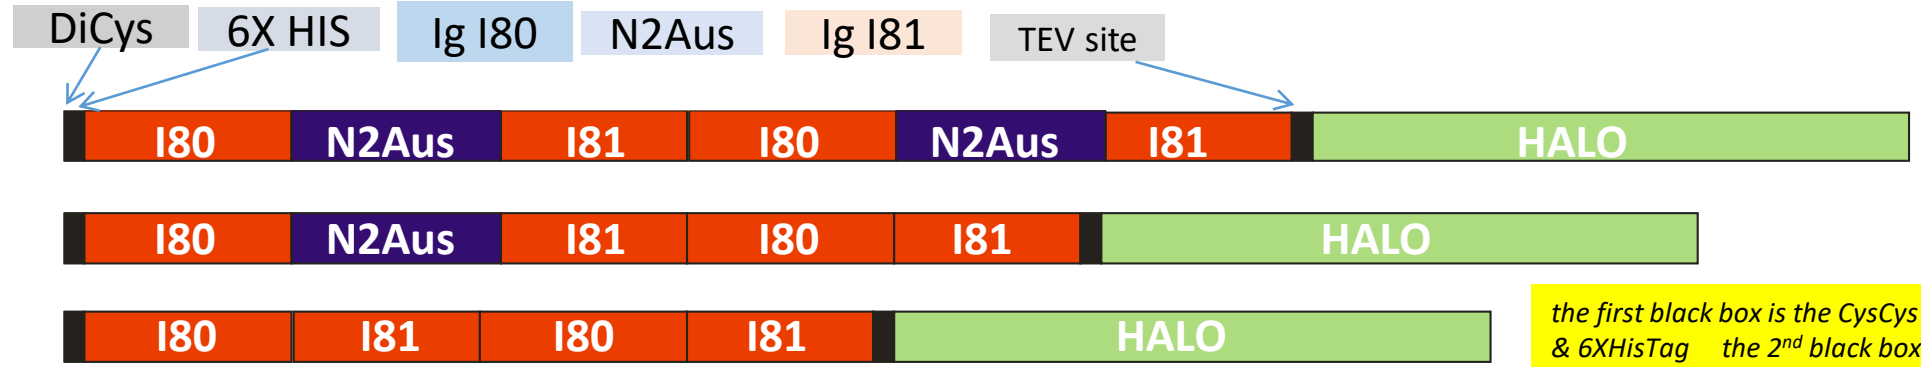 DiCys 6X HIS Ig I80 N2Aus Ig I81 TEV site
I80 N2Aus I81 I80 N2Aus I81 HALO
I80 N2Aus I81 I80 I81 HALO
I80 I81 I80 I81 HALO
the first black box is the CysCys
& 6XHisTag the 2nd black box